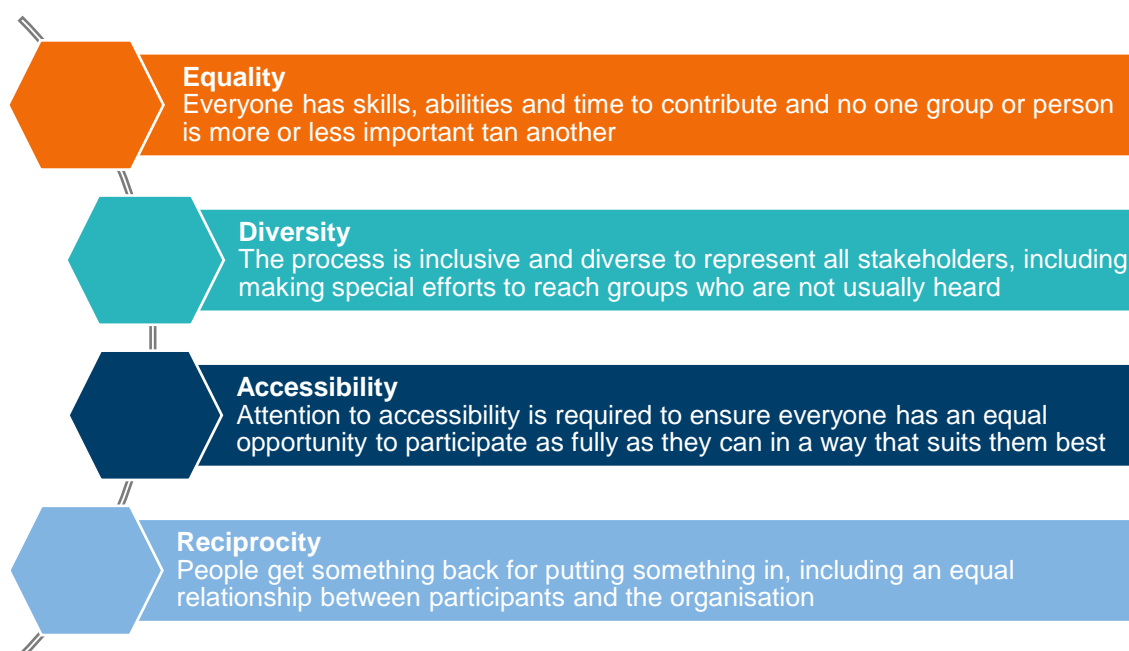 Equality
Everyone has skills, abilities and time to contribute and no one group or person
is more or less important tan another
Diversity
The process is inclusive and diverse to represent all stakeholders, including
making special efforts to reach groups who are not usually heard
Accessibility
Attention to accessibility is required to ensure everyone has an equal
opportunity to participate as fully as they can in a way that suits them best
Reciprocity
People get something back for putting something in, including an equal
relationship between participants and the organisation